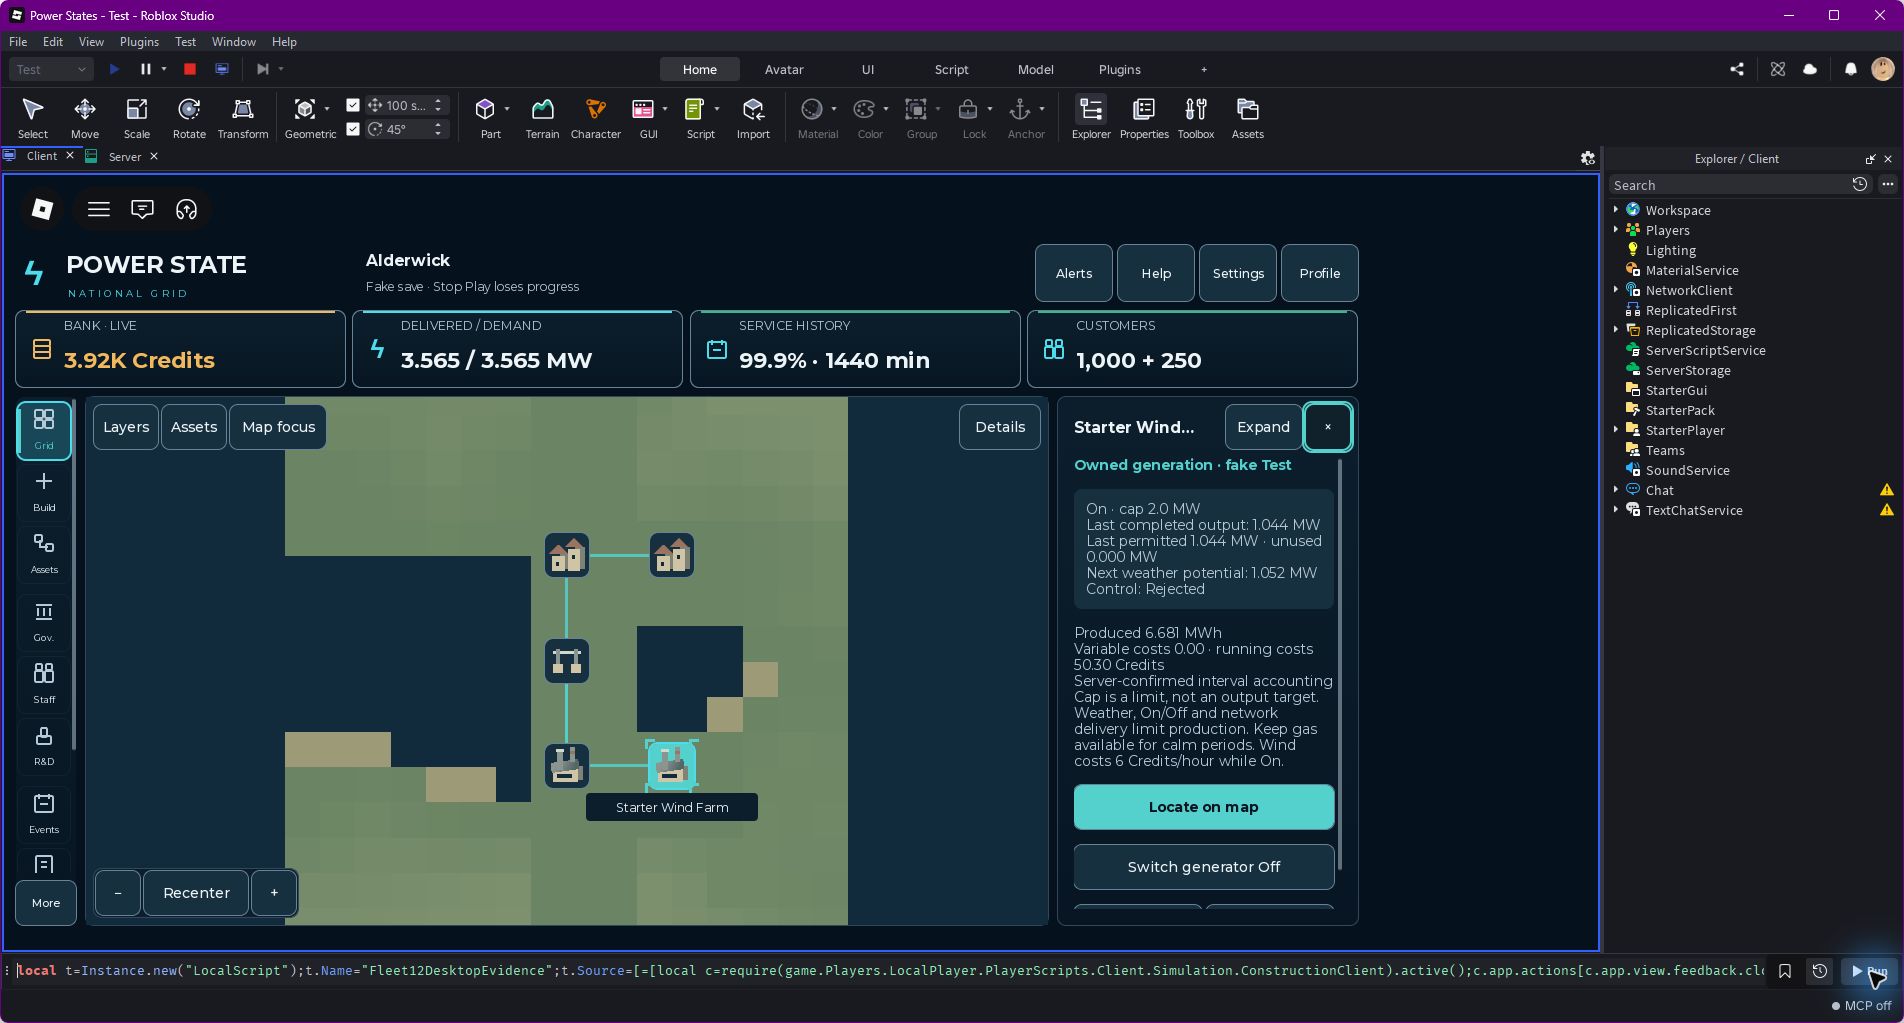 Power States - Test - Roblox Studio
File Edit View Plugins Test Window Help
Test
Home Avatar UI Script Model Plugins +
Select Move Scale Rotate Transform Geometric
100 s...
45°
Part Terrain Character GUI Script Import
Material Color Group Lock Anchor
Explorer Properties Toolbox Assets
Client Server
Explorer / Client
Search
Workspace
Players
Lighting
MaterialService
NetworkClient
ReplicatedFirst
ReplicatedStorage
ServerScriptService
ServerStorage
StarterGui
StarterPack
StarterPlayer
Teams
SoundService
Chat
TextChatService
POWER STATE
NATIONAL GRID
Alderwick
Fake save · Stop Play loses progress
Alerts Help Settings Profile
BANK · LIVE
3.92K Credits
DELIVERED / DEMAND
3.565 / 3.565 MW
SERVICE HISTORY
99.9% · 1440 min
CUSTOMERS
1,000 + 250
Grid
Build
Assets
Gov.
Staff
R&D
Events
More
Layers Assets Map focus
Details
Starter Wind Farm
− Recenter +
Starter Wind...
Expand ×
Owned generation · fake Test
On · cap 2.0 MW
Last completed output: 1.044 MW
Last permitted 1.044 MW · unused
0.000 MW
Next weather potential: 1.052 MW
Control: Rejected
Produced 6.681 MWh
Variable costs 0.00 · running costs
50.30 Credits
Server-confirmed interval accounting
Cap is a limit, not an output target.
Weather, On/Off and network
delivery limit production. Keep gas
available for calm periods. Wind
costs 6 Credits/hour while On.
Locate on map
Switch generator Off
local t=Instance.new("LocalScript");t.Name="Fleet12DesktopEvidence";t.Source=[=[local c=require(game.Players.LocalPlayer.PlayerScripts.Client.Simulation.ConstructionClient).active();c.app.actions[c.app.view.feedback.clo
Run
MCP off